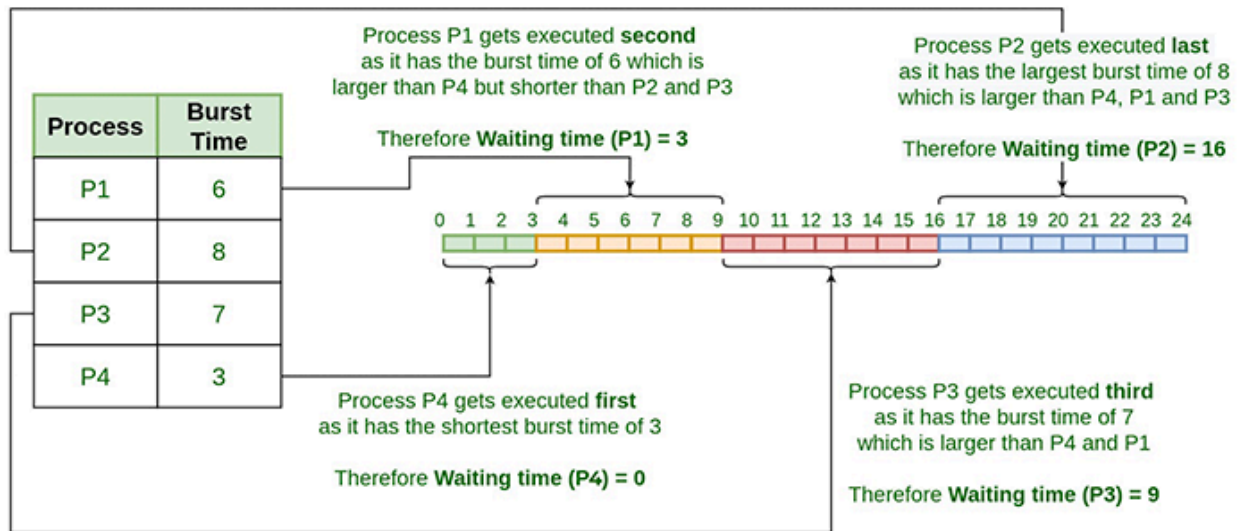 Process P1 gets executed second
as it has the burst time of 6 which is
larger than P4 but shorter than P2 and P3
Therefore Waiting time (P1) = 3
Process P2 gets executed last
as it has the largest burst time of 8
which is larger than P4, P1 and P3
Therefore Waiting time (P2) = 16
Process Burst Time
P1 6
P2 8
P3 7
P4 3
0 1 2 3 4 5 6 7 8 9 10 11 12 13 14 15 16 17 18 19 20 21 22 23 24
Process P4 gets executed first
as it has the shortest burst time of 3
Therefore Waiting time (P4) = 0
Process P3 gets executed third
as it has the burst time of 7
which is larger than P4 and P1
Therefore Waiting time (P3) = 9